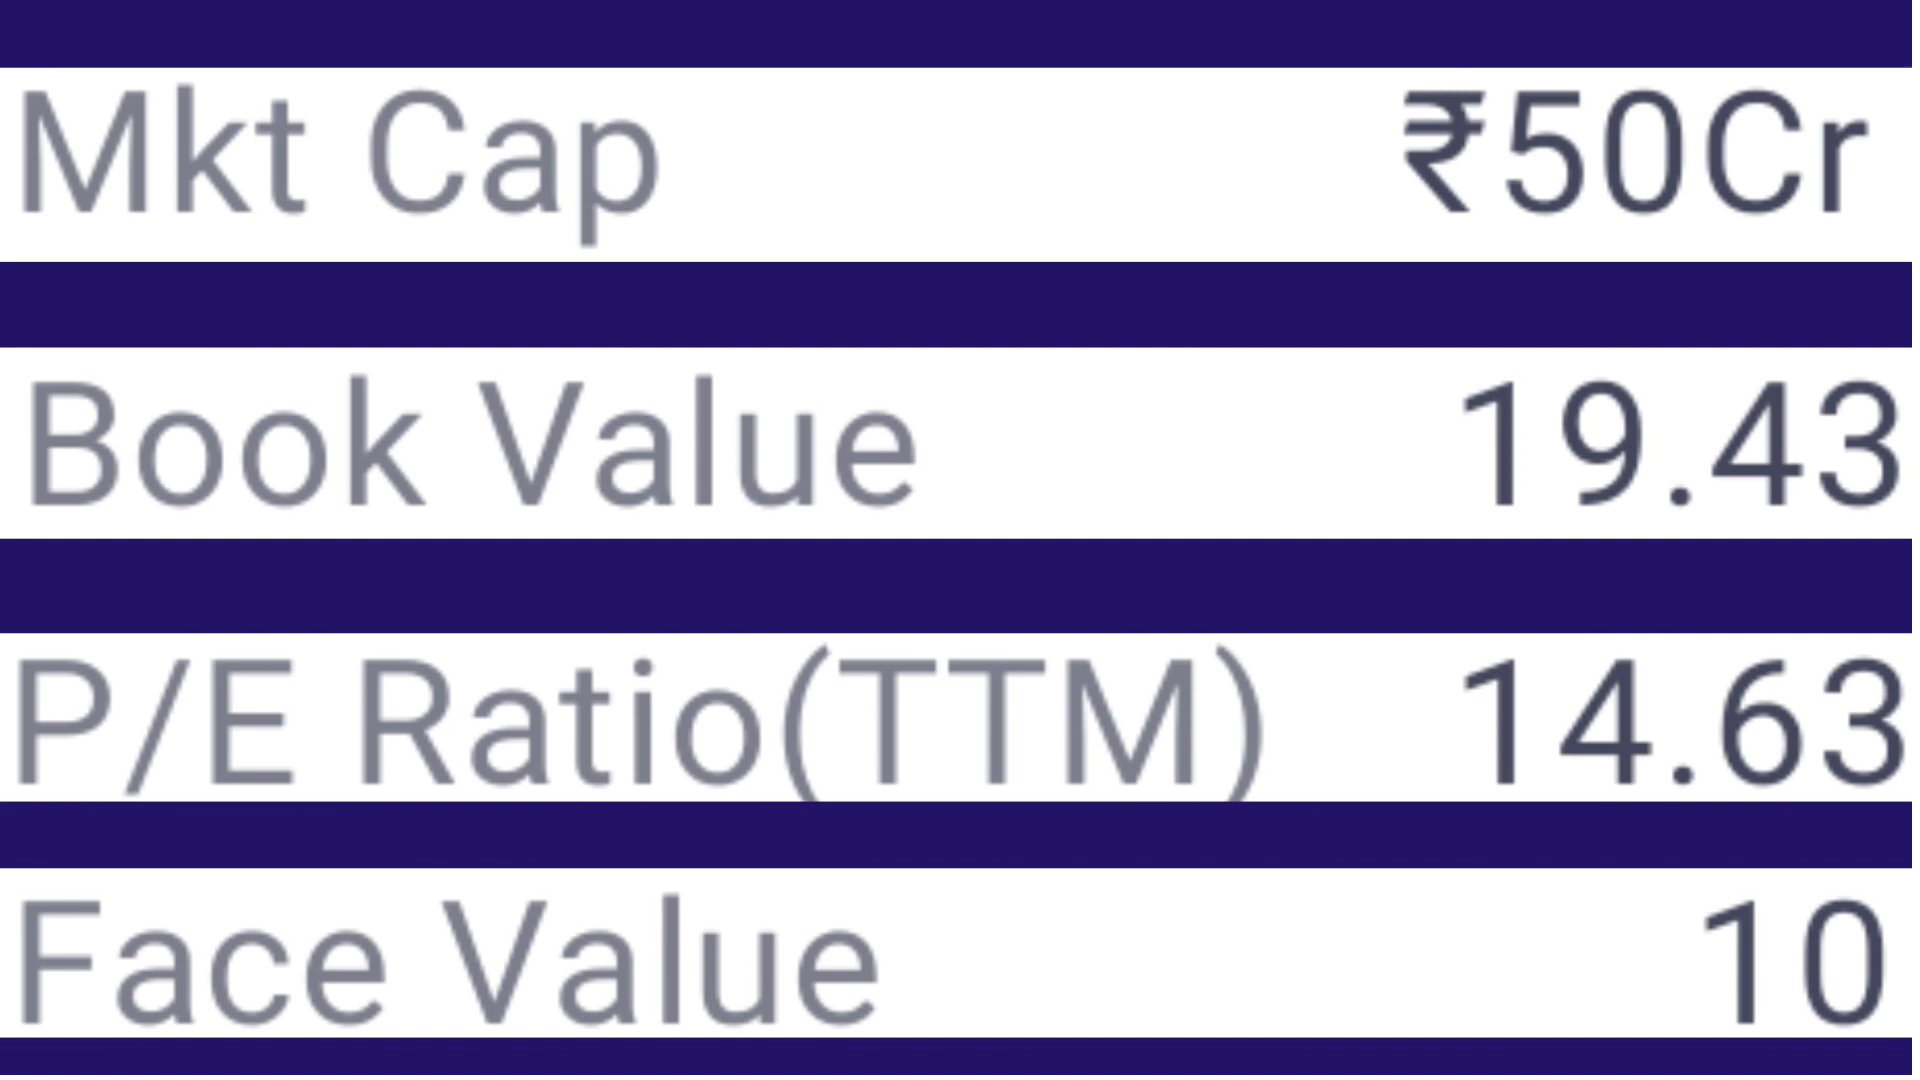 Mkt Cap ₹50Cr
Book Value 19.43
P/E Ratio(TTM) 14.63
Face Value 10